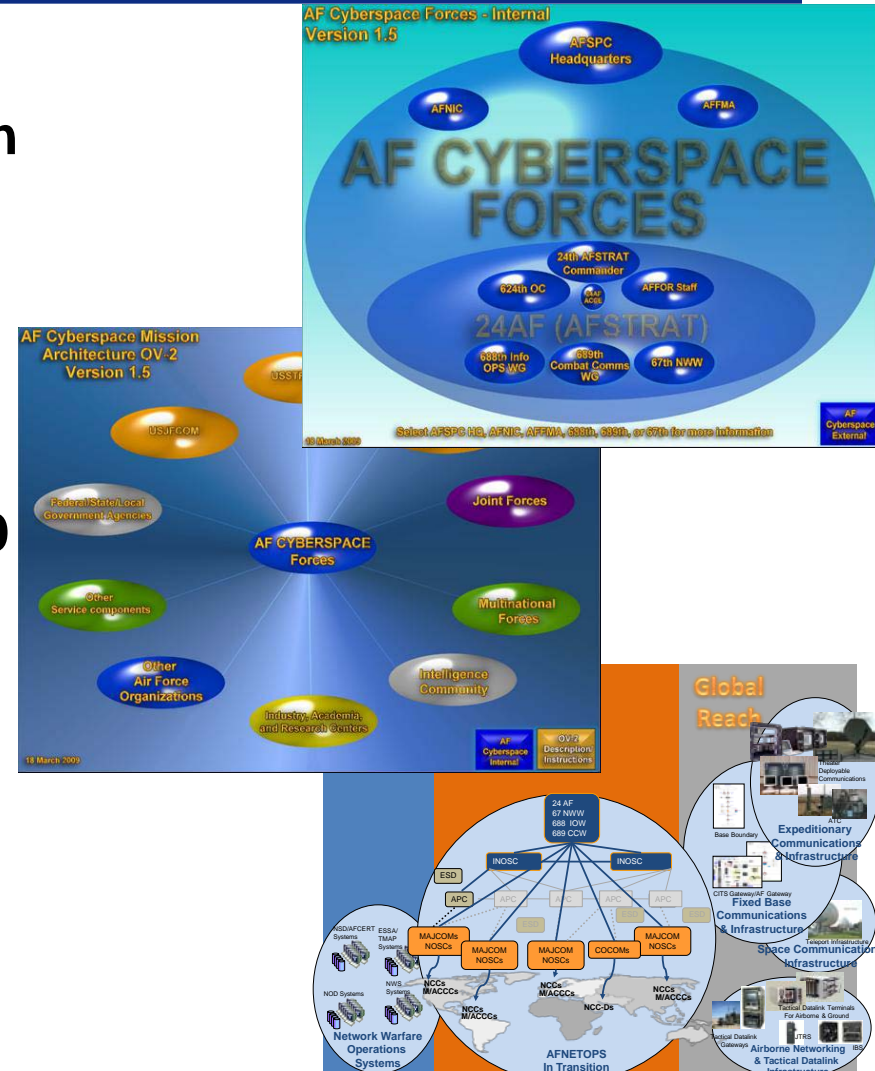 AF Cyberspace Forces - Internal
Version 1.5
AFSPC
Headquarters
AFNIC
AFFMA
AF CYBERSPACE
FORCES
24th AFSTRAT
Commander
624th OC
AFFOR Staff
24AF (AFSTRAT)
688th Info
OPS WG
689th
Combat Comms
WG
67th NWW
18 March 2009
Select AFSPC HQ, AFNIC, AFFMA, 688th, 689th, or 67th for more information
AF
Cyberspace
External
AF Cyberspace Mission
Architecture OV-2
Version 1.5
USJFCOM
Federal/State/Local
Government Agencies
Joint Forces
AF CYBERSPACE
Forces
Other
Service components
Multinational
Forces
Other
Air Force
Organizations
Intelligence
Community
Industry, Academia,
and Research Centers
AF
Cyberspace
Internal
OV-2
Description/
Instructions
18 March 2009
Global
Reach
24 AF
67 NWW
688 IOW
689 CCW
INOSC
INOSC
ESD
APC
APC
APC
APC
APC
ESD
ESD
ESD
MAJCOMs
NOSCs
MAJCOM
NOSCs
MAJCOM
NOSCs
COCOMs
MAJCOM
NOSCs
NCCs
M/ACCCs
NCCs
M/ACCCs
NCCs
M/ACCCs
NCC-Ds
NCCs
M/ACCCs
AFNETOPS
In Transition
NSD/AFCERT
Systems
ESSA/
TMAP
Systems
NOD Systems
NWS
Systems
Network Warfare
Operations
Systems
Theater
Deployable
Communications
ATC
Expeditionary
Communications
& Infrastructure
Base Boundary
CITS Gateway/AF Gateway
Fixed Base
Communications
& Infrastructure
Teleport Infrastructure
Space Communication
Infrastructure
Tactical Datalink Terminals
For Airborne & Ground
Tactical Datalink
Gateways
JTRS
IBS
Airborne Networking
& Tactical Datalink